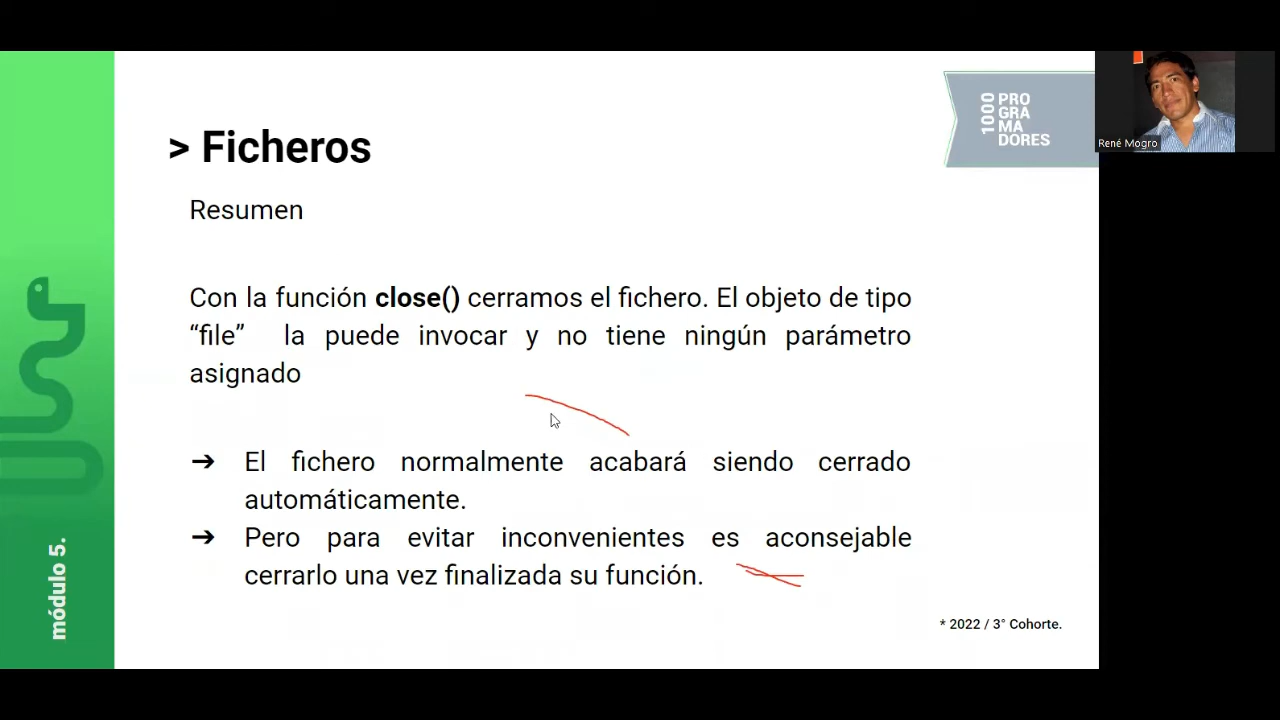 1000
PRO
GRA
MA
DORES
René Mogro
> Ficheros
Resumen
Con la función close() cerramos el fichero. El objeto de tipo
“file” la puede invocar y no tiene ningún parámetro
asignado
➔ El fichero normalmente acabará siendo cerrado
automáticamente.
➔ Pero para evitar inconvenientes es aconsejable
cerrarlo una vez finalizada su función.
módulo 5.
* 2022 / 3° Cohorte.